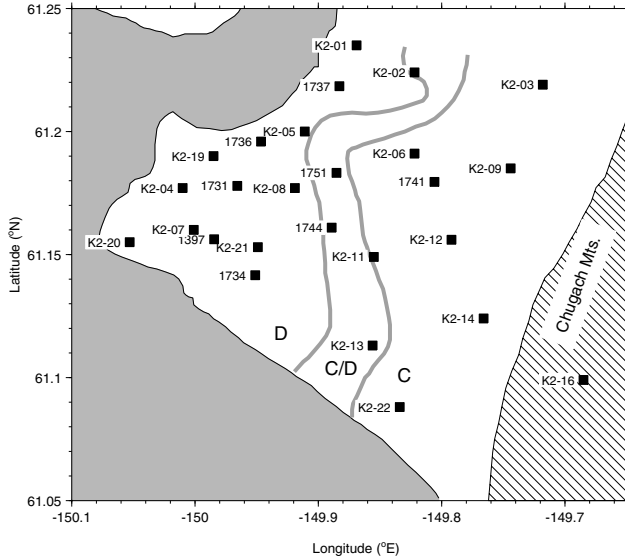 61.25
K2-01
K2-02
1737
K2-03
61.2
K2-05
1736
K2-19
K2-06
1751
K2-09
K2-04
1731
K2-08
1741
K2-07
1744
K2-20
1397
K2-21
K2-12
61.15
K2-11
1734
K2-14
Chugach Mts.
D
K2-13
C/D
C
K2-16
61.1
K2-22
61.05
-150.1
-150
-149.9
-149.8
-149.7
Longitude (°E)
Latitude (°N)